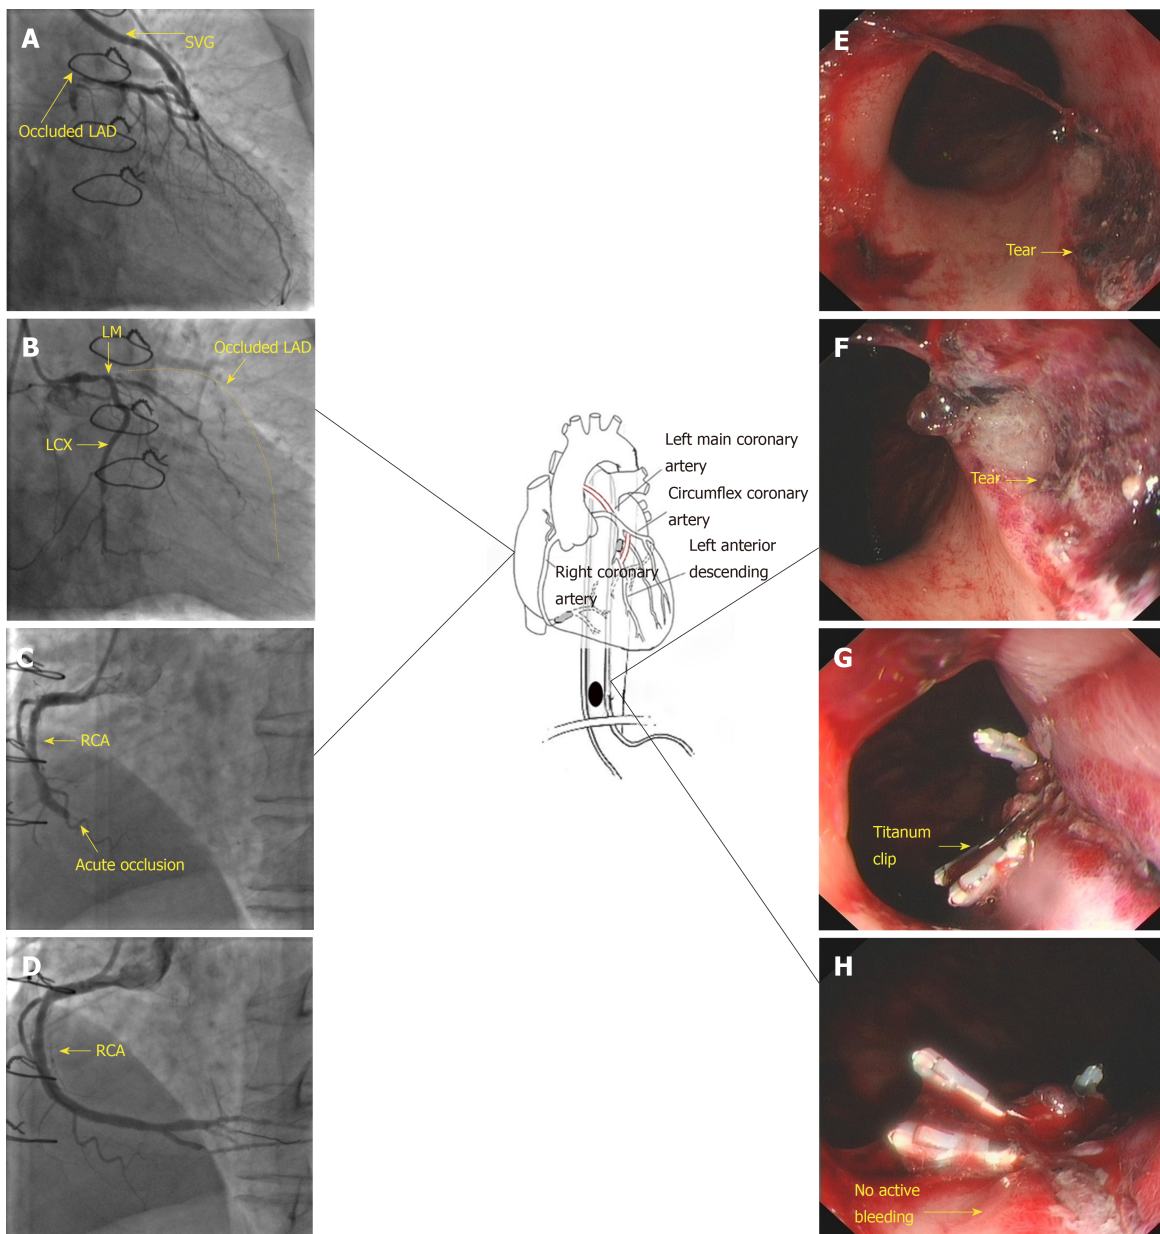 A
SVG
Occluded LAD
B
LM
Occluded LAD
LCX
C
RCA
Acute occlusion
D
RCA
Left main coronary
artery
Circumflex coronary
artery
Left anterior
descending
Right coronary
artery
E
Tear
F
Tear
G
Titanum
clip
H
No active
bleeding